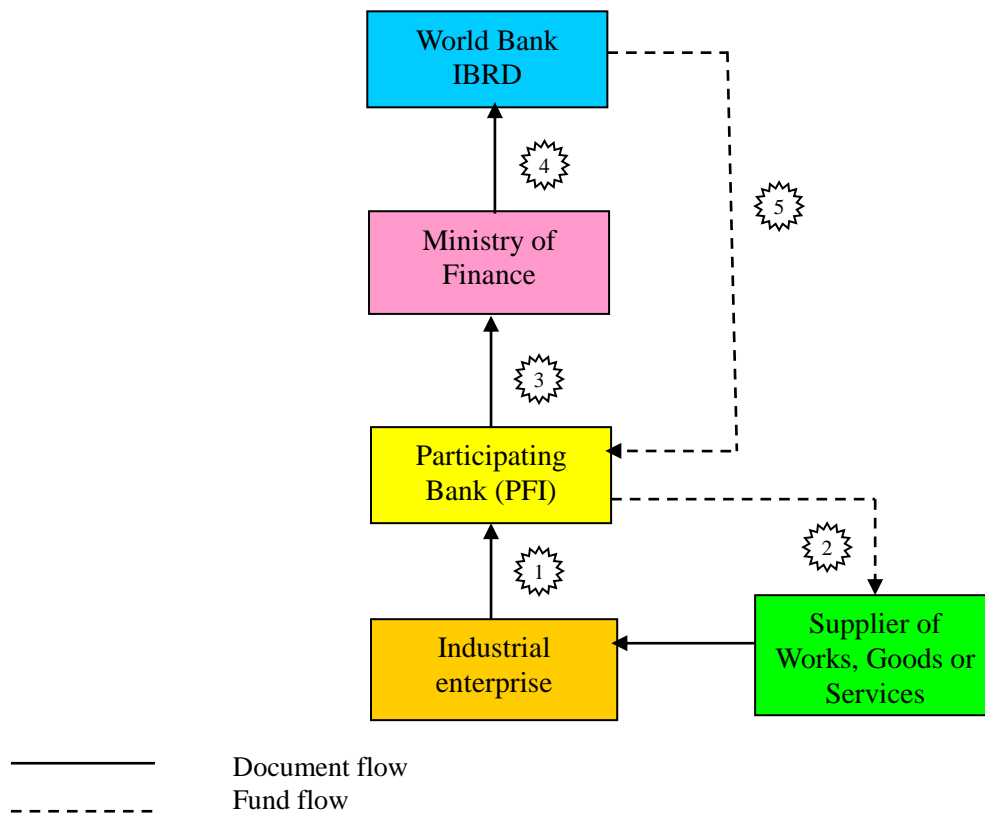 World Bank
IBRD
4
5
Ministry of
Finance
3
Participating
Bank (PFI)
2
1
Supplier of
Works, Goods or
Services
Industrial
enterprise
Document flow
Fund flow